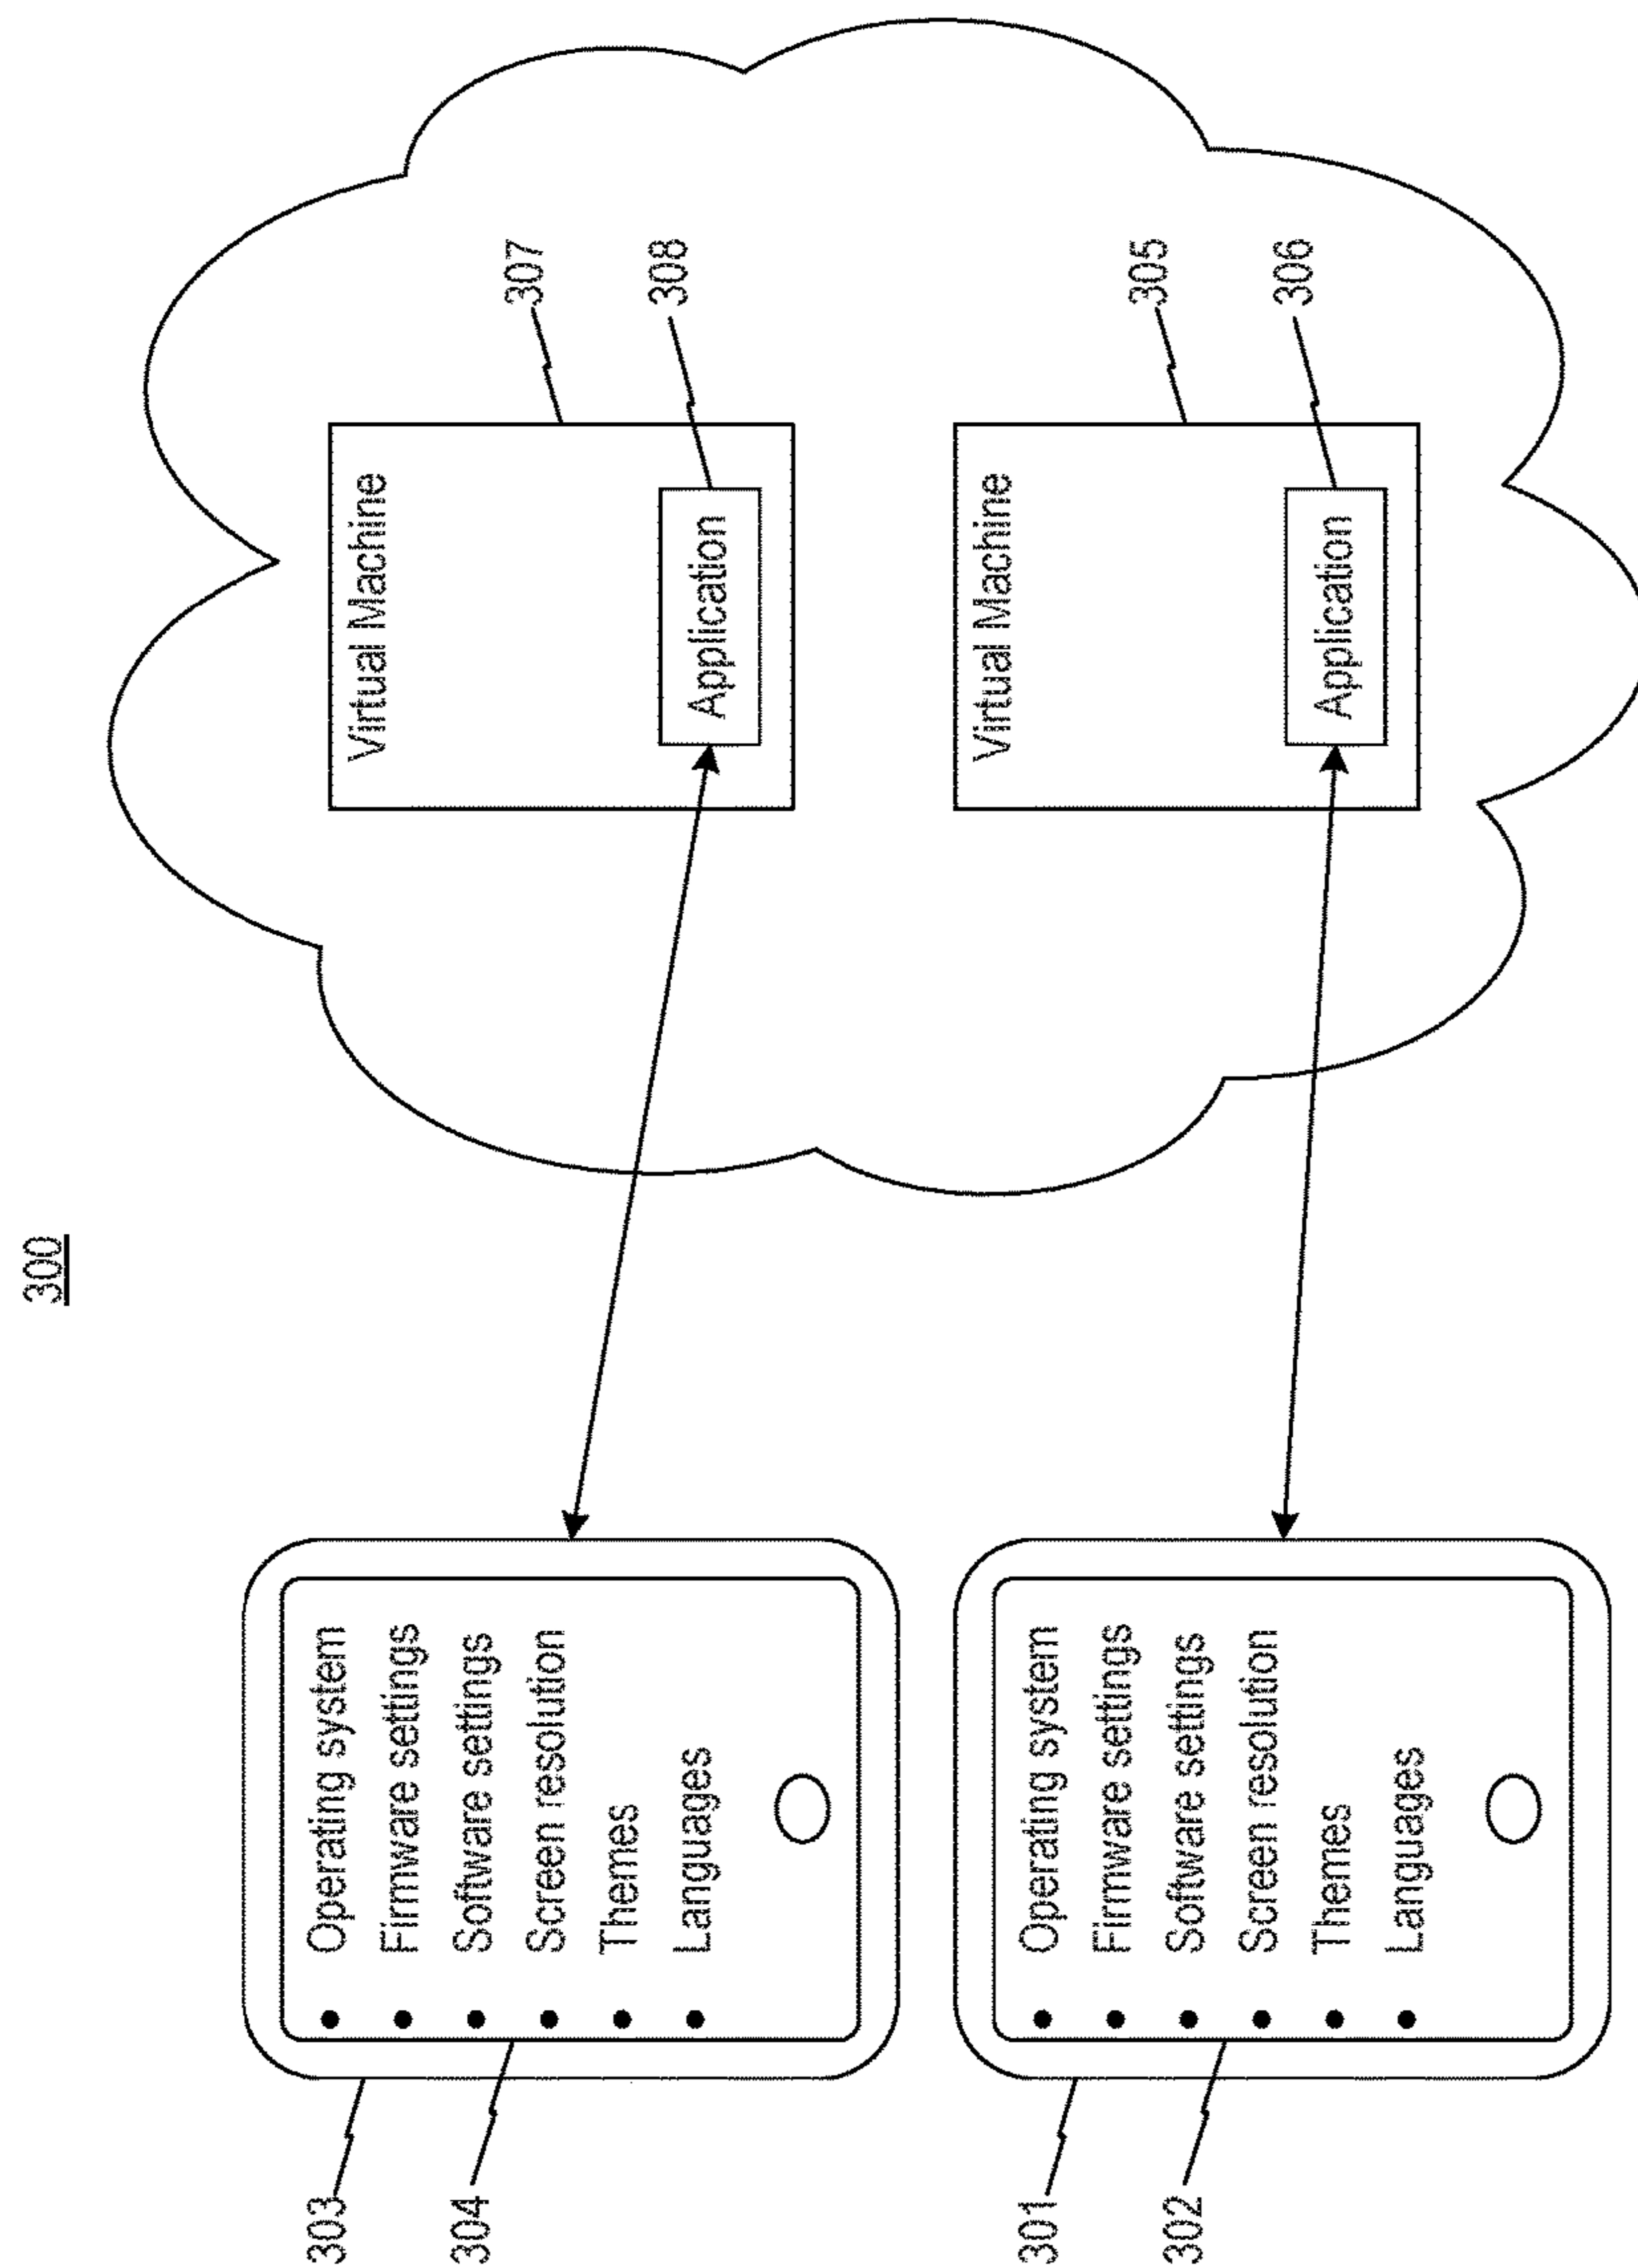 300
303
304
• Operating system
• Firmware settings
• Software settings
• Screen resolution
• Themes
• Languages
Virtual Machine
Application
307
308
301
302
• Operating system
• Firmware settings
• Software settings
• Screen resolution
• Themes
• Languages
Virtual Machine
Application
305
306